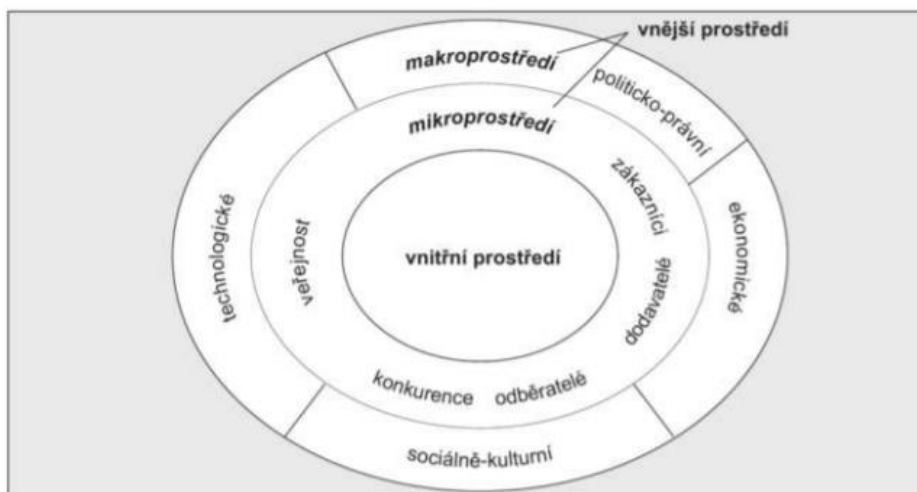 vnější prostředí
makroprostředí
politicko-právní
mikroprostředí
zákazníci
ekonomické
technologické
veřejnost
vnitřní prostředí
dodavatelé
konkurence odběratelé
sociálně-kulturní